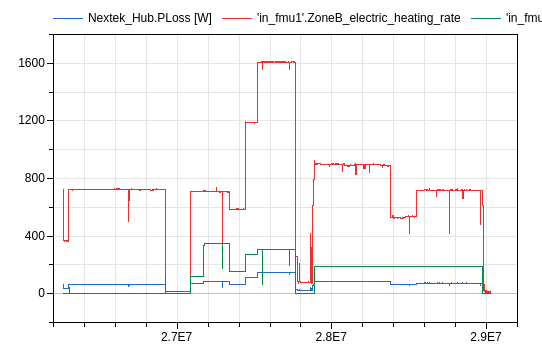 Nextek_Hub.PLoss [W] 'in_fmu1'.ZoneB_electric_heating_rate 'in_fmu
1600
1200
800
400
0
2.7E7 2.8E7 2.9E7